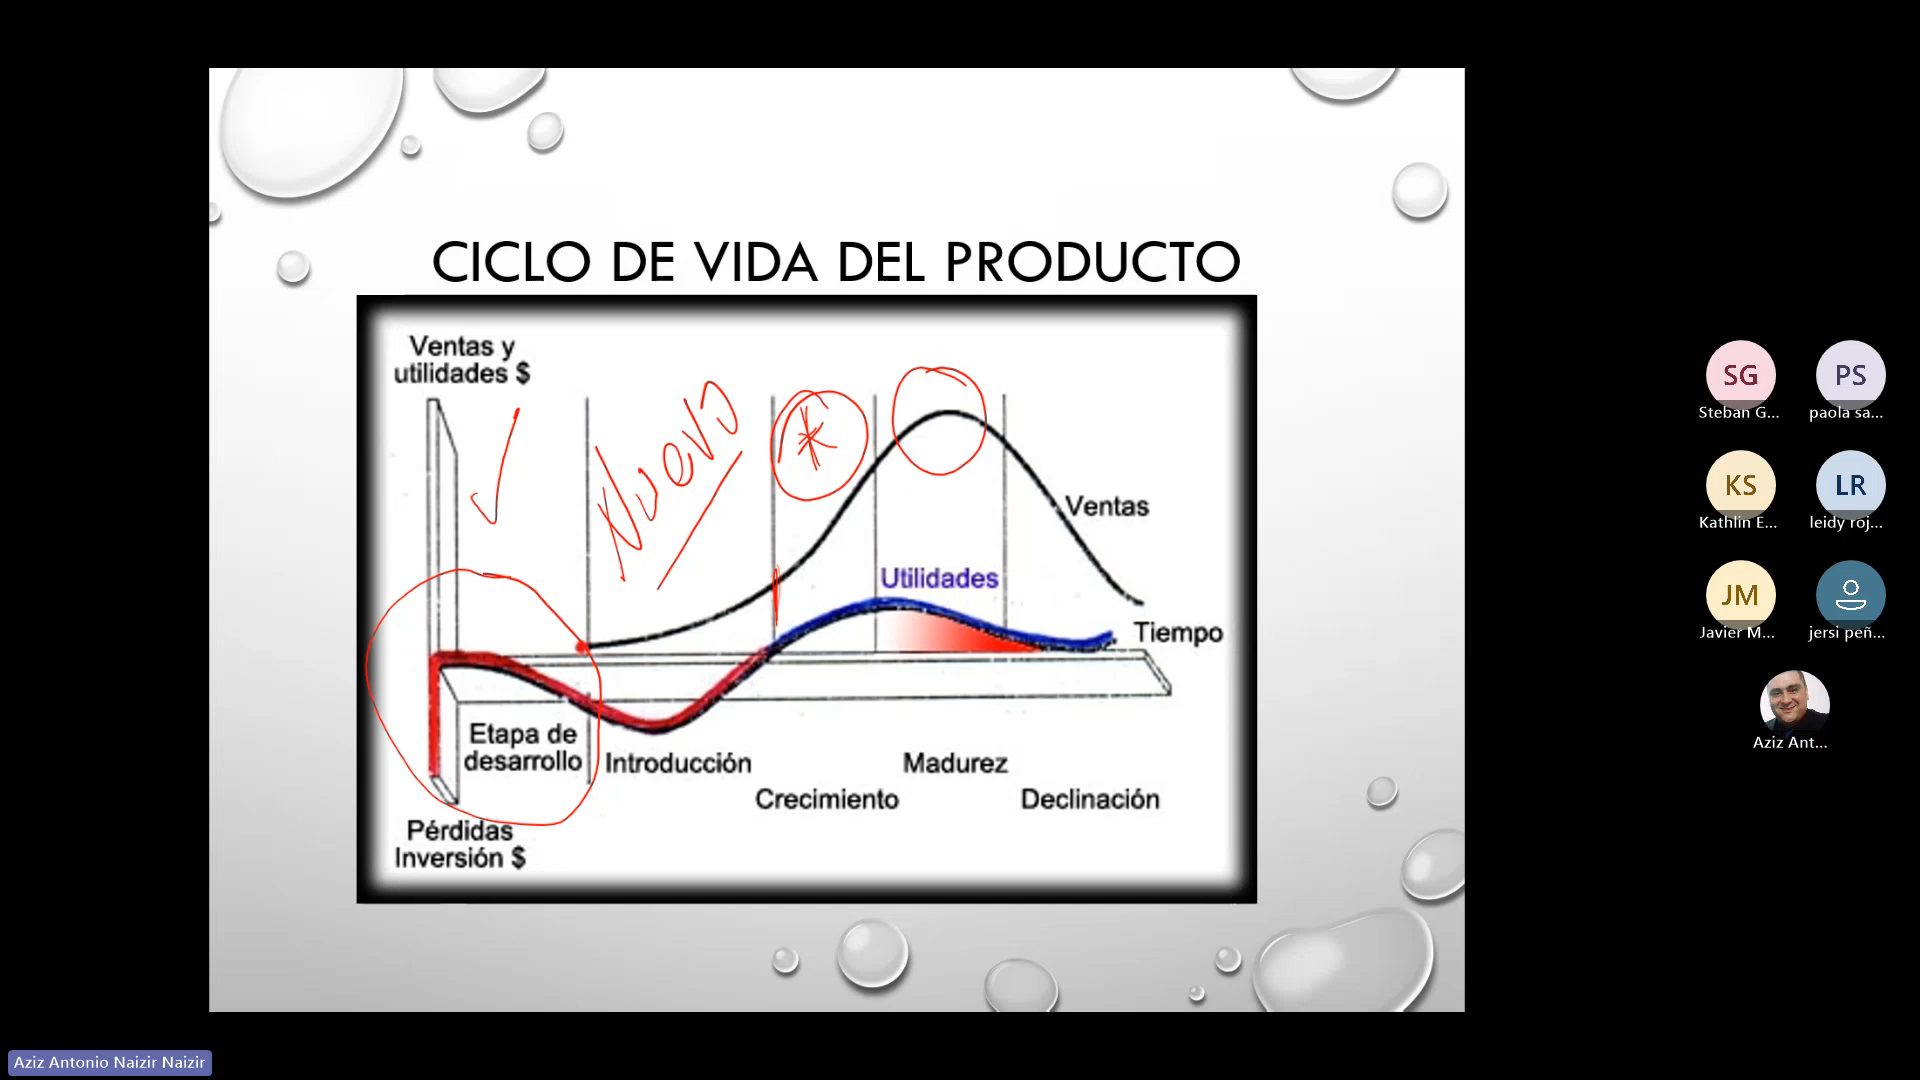 CICLO DE VIDA DEL PRODUCTO
Ventas y
utilidades $
Nuevo
Ventas
Utilidades
Tiempo
Etapa de
desarrollo
Introducción
Madurez
Crecimiento
Declinación
Pérdidas
Inversión $
SG
Steban G...
PS
paola sa...
KS
Kathlin E...
LR
leidy roj...
JM
Javier M...
jersi peñ...
Aziz Ant...
Aziz Antonio Naizir Naizir